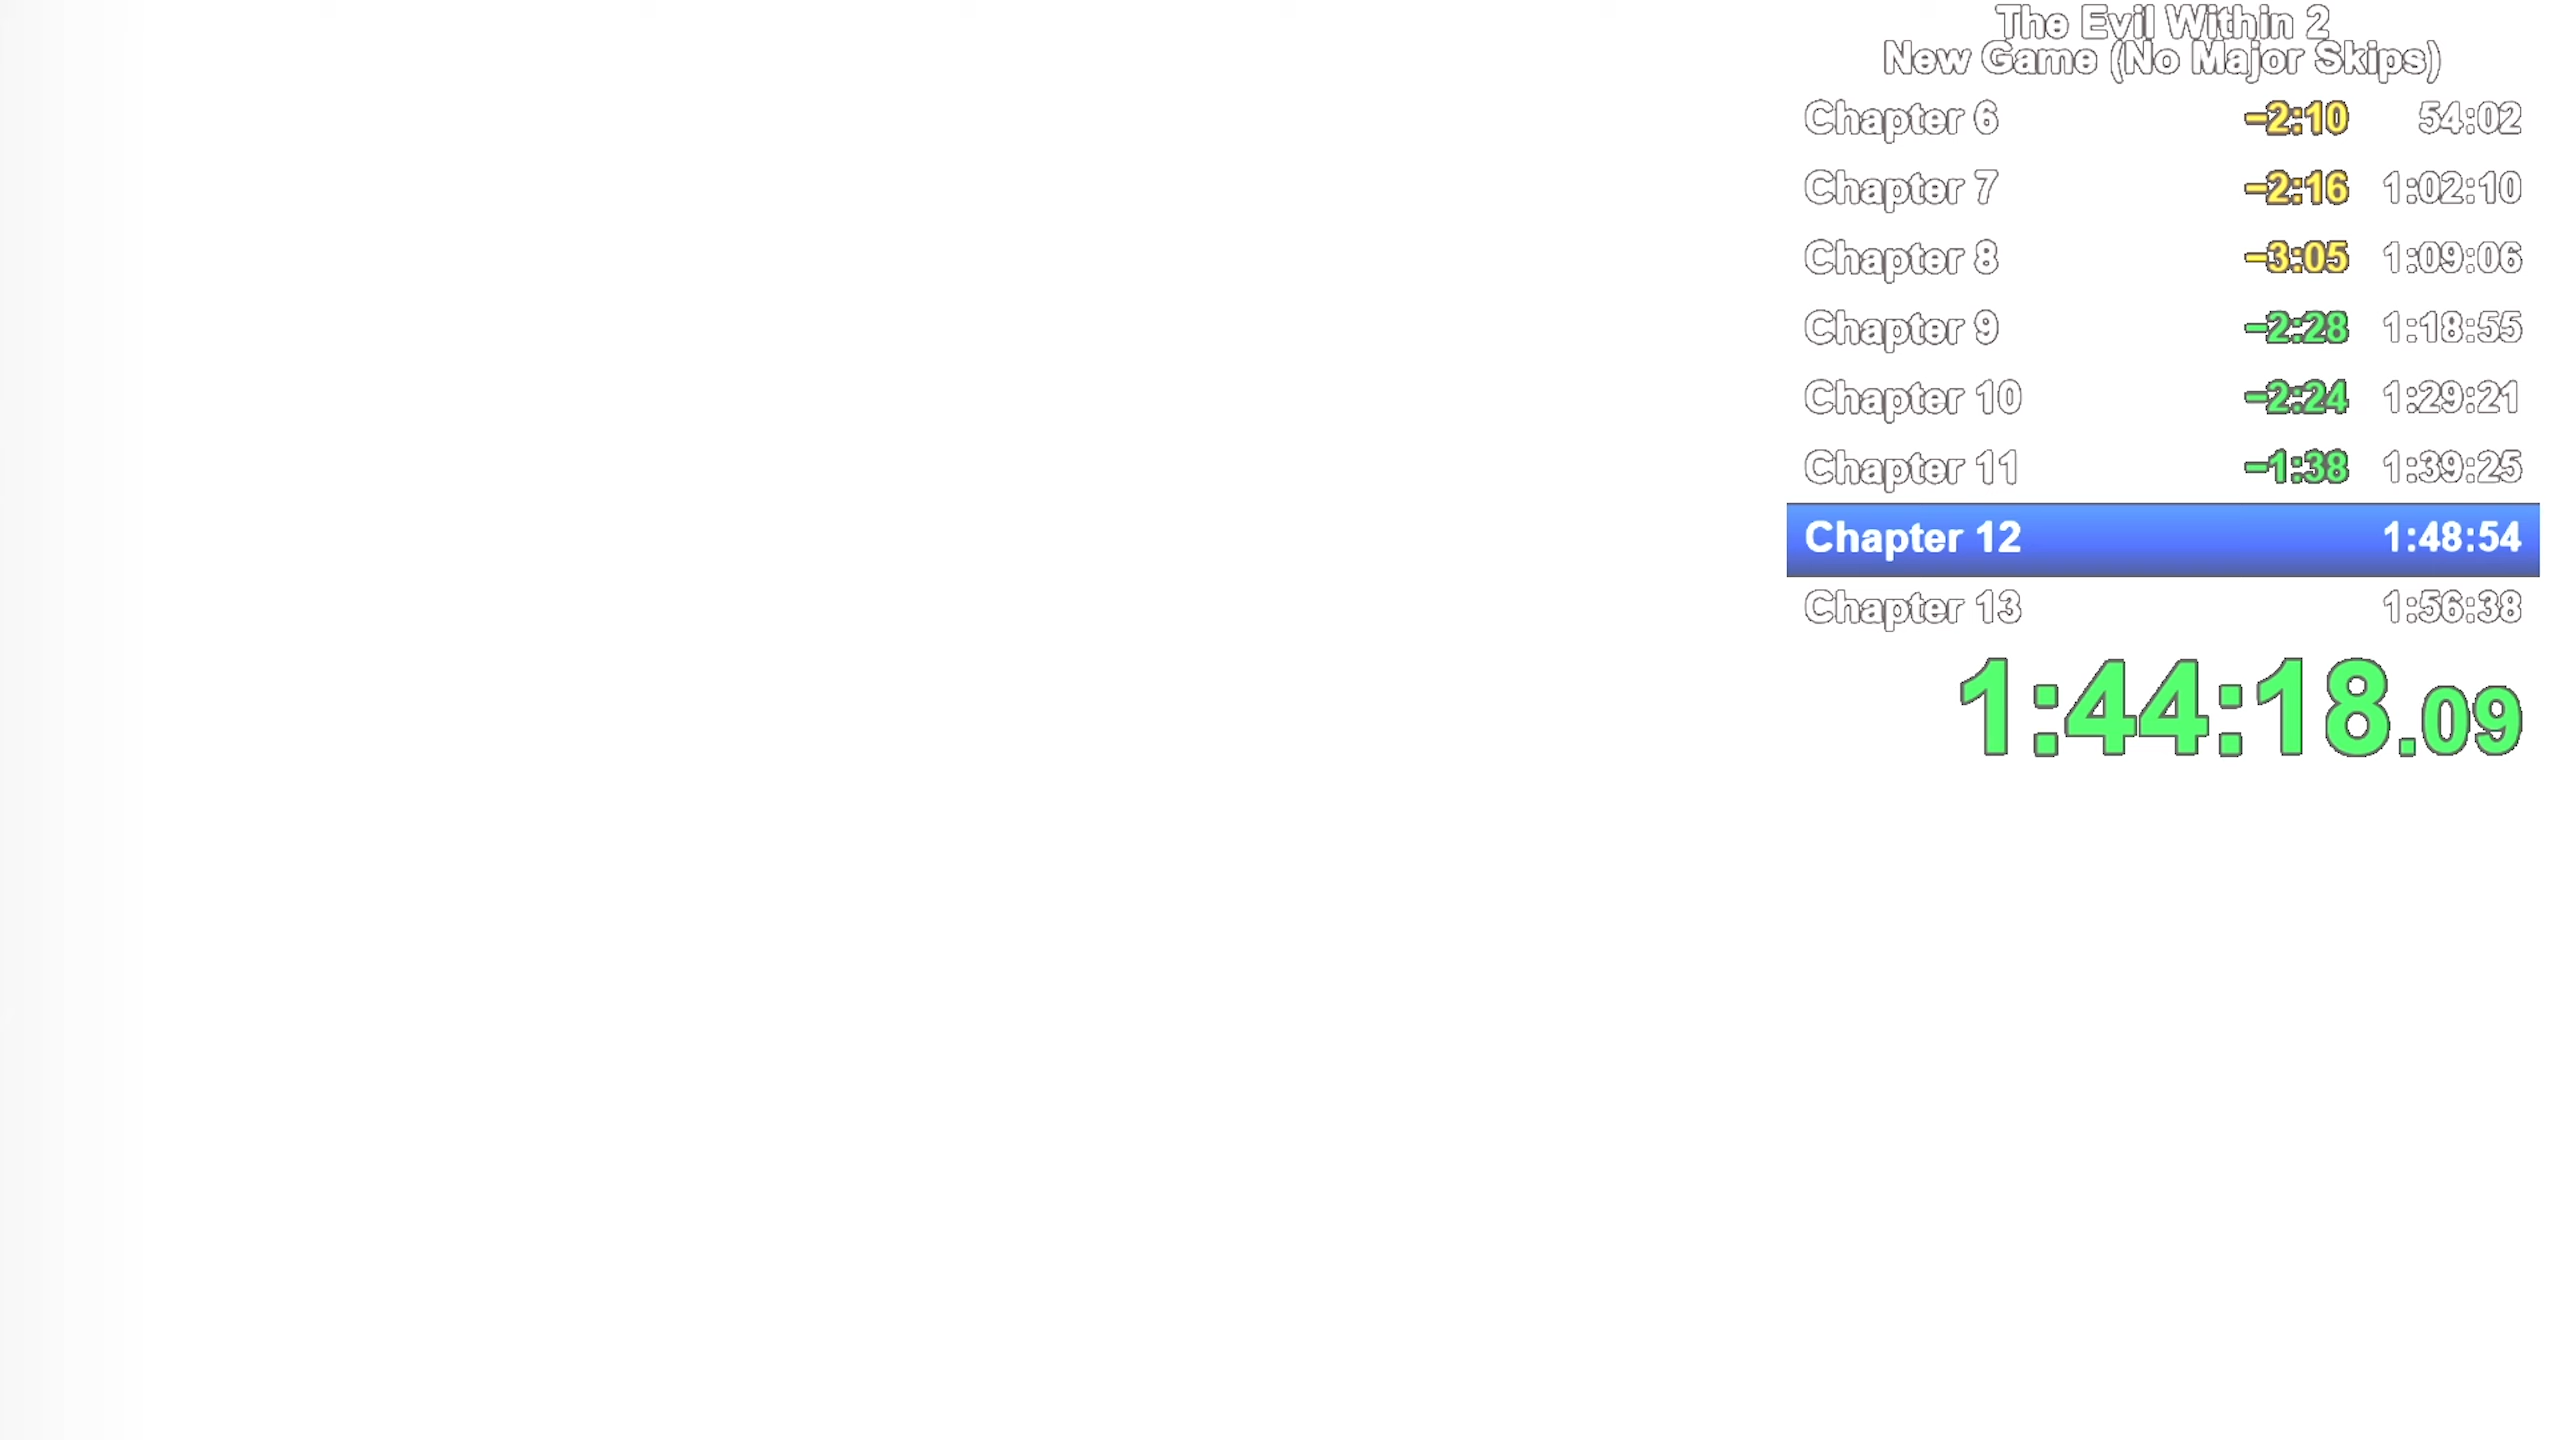 The Evil Within 2
New Game (No Major Skips)
Chapter 6 −2:10 54:02
Chapter 7 −2:16 1:02:10
Chapter 8 −3:05 1:09:06
Chapter 9 −2:28 1:18:55
Chapter 10 −2:24 1:29:21
Chapter 11 −1:38 1:39:25
Chapter 12 1:48:54
Chapter 13 1:56:38
1:44:18.09